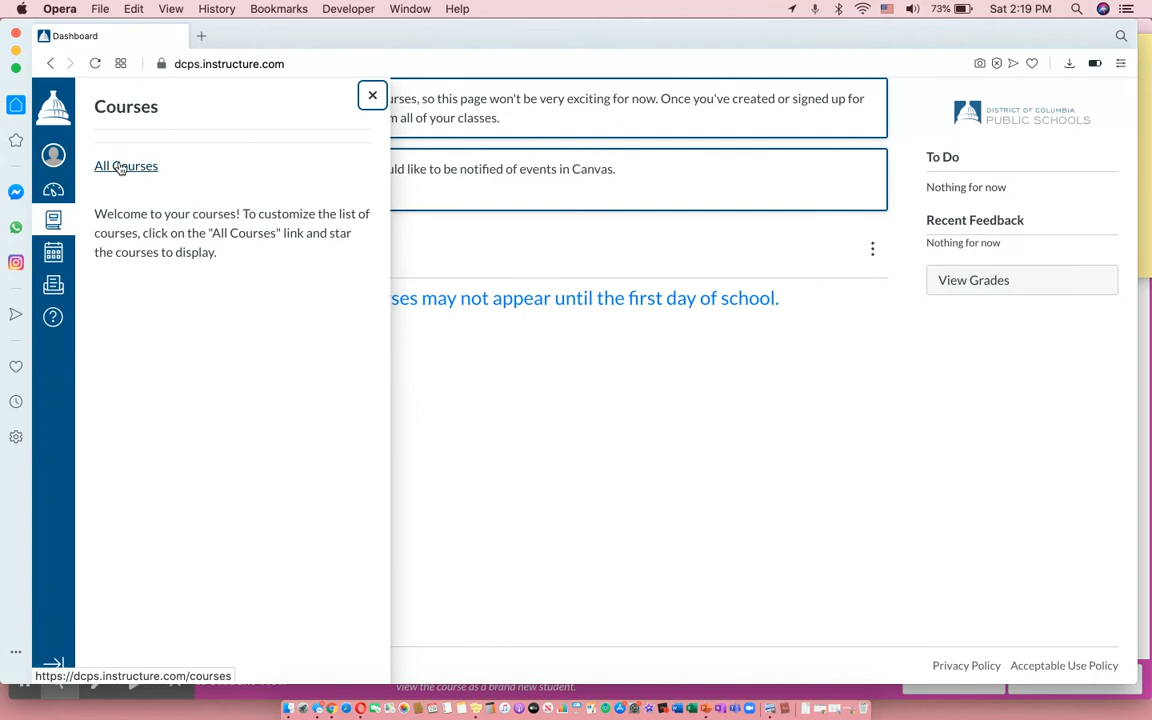 Opera File Edit View History Bookmarks Developer Window Help 73% Sat 2:19 PM
Dashboard
dcps.instructure.com
Courses
All Courses
Welcome to your courses! To customize the list of
courses, click on the "All Courses" link and star
the courses to display.
urses, so this page won't be very exciting for now. Once you've created or signed up for
m all of your classes.
uld like to be notified of events in Canvas.
ses may not appear until the first day of school.
DISTRICT OF COLUMBIA
PUBLIC SCHOOLS
To Do
Nothing for now
Recent Feedback
Nothing for now
View Grades
Privacy Policy Acceptable Use Policy
https://dcps.instructure.com/courses
View the course as a brand new student.